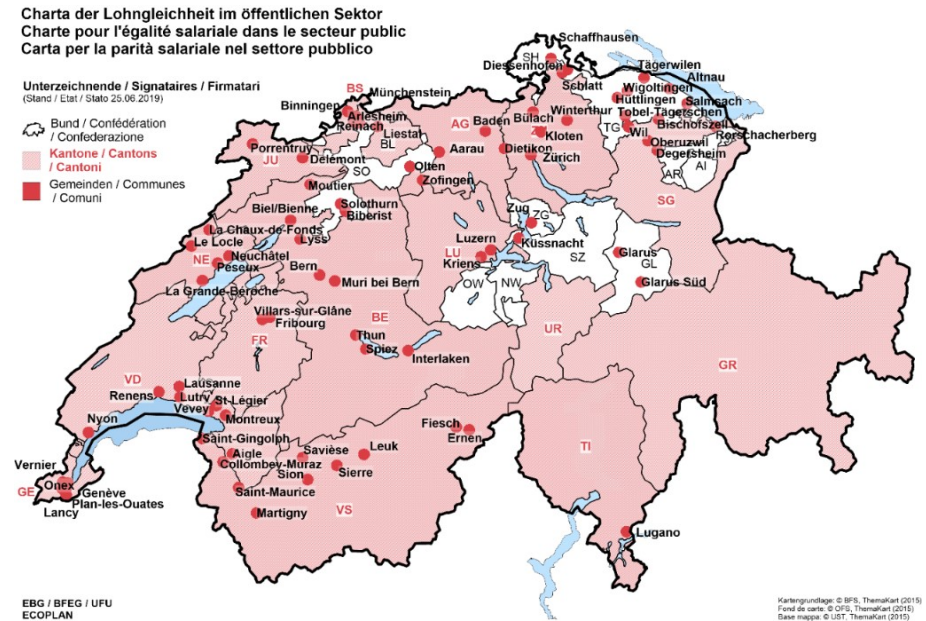 Charta der Lohngleichheit im öffentlichen Sektor
Charte pour l'égalité salariale dans le secteur public
Carta per la parità salariale nel settore pubblico
Unterzeichnende / Signataires / Firmatari
(Stand / Etat / Stato 25.06.2019)
Bund / Confédération
/ Confederazione
Kantone / Cantons
/ Cantoni
Gemeinden / Communes
/ Comuni
Schaffhausen
SH
Diessenhofen
Schlatt
Tägerwilen
Altnau
Wigoltingen
Hüttlingen
Salmsach
Tobel-Tägerschen
Bischofszell
Rorschacherberg
TG
Wil
Oberuzwil
Degersheim
AR
AI
SG
BS
Münchenstein
Binningen
Arlesheim
Reinach
Liestal
BL
AG
Baden
Bülach
Winterthur
Kloten
Dietikon
Zürich
Aarau
Porrentruy
JU
Delémont
SO
Olten
Zofingen
Moutier
Solothurn
Biberist
Biel/Bienne
La Chaux-de-Fonds
Lyss
Le Locle
Neuchâtel
NE
Peseux
La Grande-Béroche
Bern
Muri bei Bern
Zug
ZG
Luzern
Küssnacht
LU
Kriens
SZ
Glarus
GL
Glarus Süd
OW
NW
Villars-sur-Glâne
Fribourg
FR
BE
Thun
Spiez
Interlaken
UR
GR
VD
Lausanne
Renens
Lutry
St-Légier
Vevey
Montreux
Nyon
Saint-Gingolph
Aigle
Collombey-Muraz
Savièse
Leuk
Fiesch
Ernen
Sion
Sierre
Saint-Maurice
VS
Martigny
TI
Lugano
Vernier
GE
Onex
Genève
Plan-les-Ouates
Lancy
EBG / BFEG / UFU
ECOPLAN
Kartengrundlage: © BFS, ThemaKart (2015)
Fond de carte: © OFS, ThemaKart (2015)
Base mappa: © UST, ThemaKart (2015)